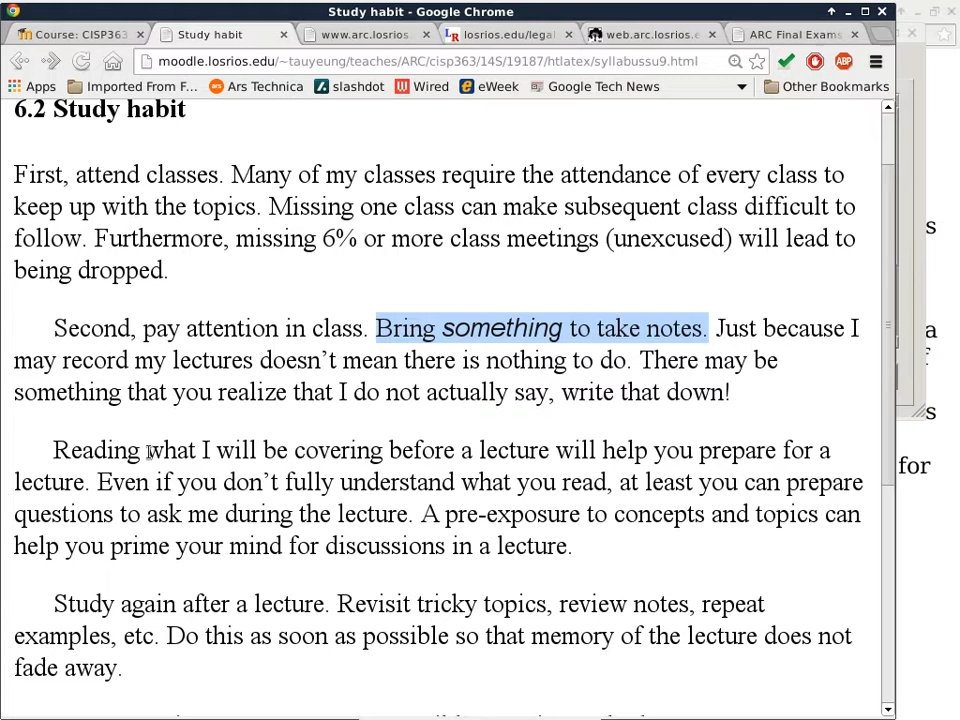 Study habit - Google Chrome
Course: CISP363
Study habit
www.arc.losrios.
losrios.edu/legal
web.arc.losrios.e
ARC Final Exams
moodle.losrios.edu/~tauyeung/teaches/ARC/cisp363/14S/19187/htlatex/syllabussu9.html
Apps
Bookmarks
Imported From F...
Ars Technica
slashdot
Wired
eWeek
Google Tech News
Other Bookmarks
6.2 Study habit
First, attend classes. Many of my classes require the attendance of every class to
keep up with the topics. Missing one class can make subsequent class difficult to
follow. Furthermore, missing 6% or more class meetings (unexcused) will lead to
being dropped.
Second, pay attention in class. Bring something to take notes. Just because I
may record my lectures doesn’t mean there is nothing to do. There may be
something that you realize that I do not actually say, write that down!
Reading what I will be covering before a lecture will help you prepare for a
lecture. Even if you don’t fully understand what you read, at least you can prepare
questions to ask me during the lecture. A pre-exposure to concepts and topics can
help you prime your mind for discussions in a lecture.
Study again after a lecture. Revisit tricky topics, review notes, repeat
examples, etc. Do this as soon as possible so that memory of the lecture does not
fade away.
s
a
f
s
for
ABP